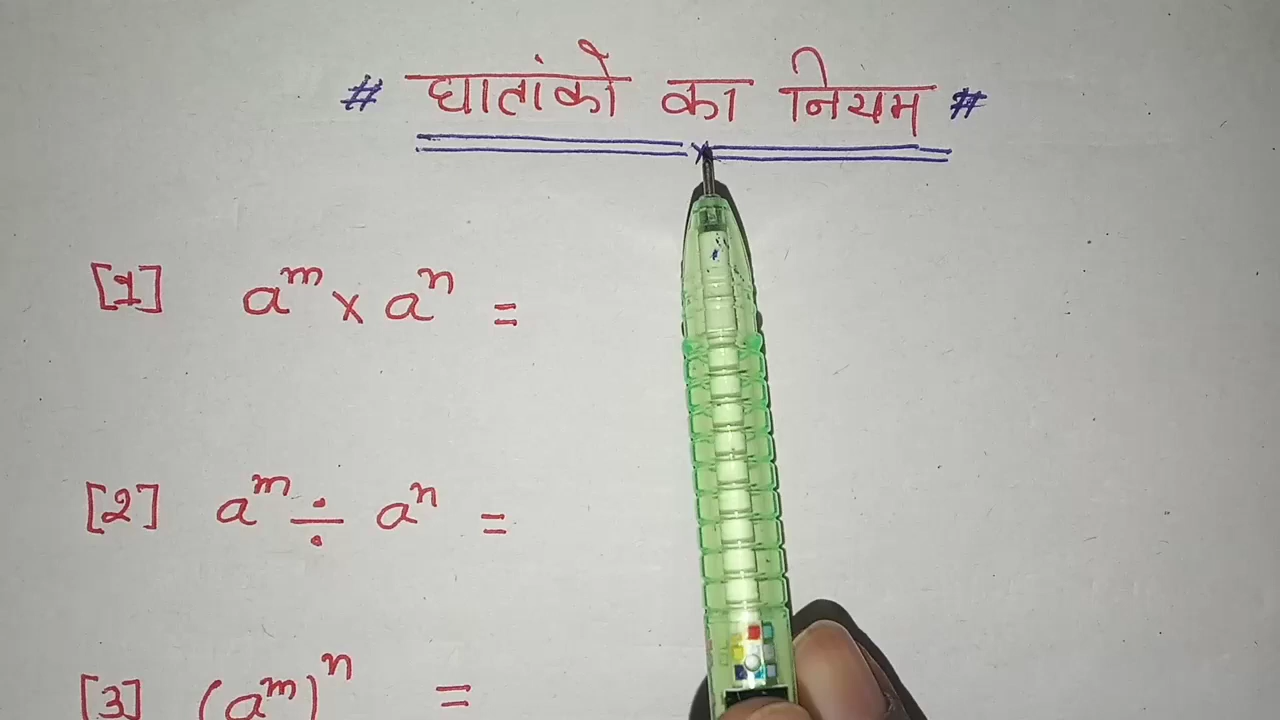 # घातांको का नियम #
[1] aᵐ × aⁿ =
[2] aᵐ ÷ aⁿ =
[3] (aᵐ)ⁿ =